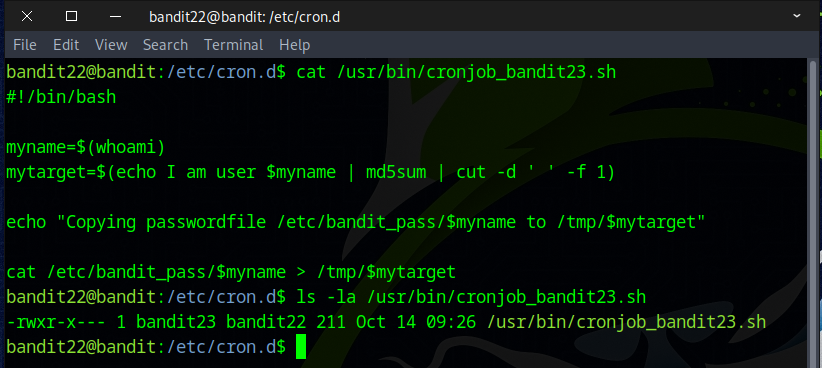 bandit22@bandit: /etc/cron.d
File Edit View Search Terminal Help
bandit22@bandit:/etc/cron.d$ cat /usr/bin/cronjob_bandit23.sh
#!/bin/bash
myname=$(whoami)
mytarget=$(echo I am user $myname | md5sum | cut -d ' ' -f 1)
echo "Copying passwordfile /etc/bandit_pass/$myname to /tmp/$mytarget"
cat /etc/bandit_pass/$myname > /tmp/$mytarget
bandit22@bandit:/etc/cron.d$ ls -la /usr/bin/cronjob_bandit23.sh
-rwxr-x--- 1 bandit23 bandit22 211 Oct 14 09:26 /usr/bin/cronjob_bandit23.sh
bandit22@bandit:/etc/cron.d$